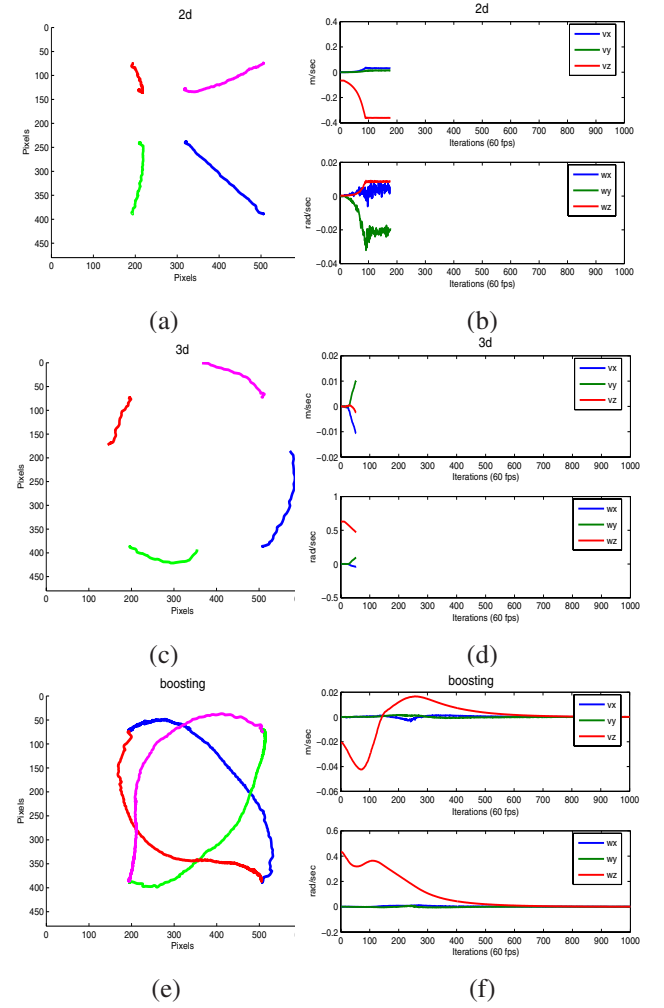 2d
0
50
100
150
200
250
300
350
400
450
Pixels
0 100 200 300 400 500
Pixels
(a)
2d
0.4
0.2
0
−0.2
−0.4
m/sec
0 100 200 300 400 500 600 700 800 900 1000
Iterations (60 fps)
vx
vy
vz
0.02
0
−0.02
−0.04
rad/sec
0 100 200 300 400 500 600 700 800 900 1000
Iterations (60 fps)
wx
wy
wz
(b)
3d
0
50
100
150
200
250
300
350
400
450
Pixels
0 100 200 300 400 500
Pixels
(c)
3d
0.02
0.01
0
−0.01
−0.02
m/sec
0 100 200 300 400 500 600 700 800 900 1000
Iterations (60 fps)
vx
vy
vz
1
0.5
0
−0.5
rad/sec
0 100 200 300 400 500 600 700 800 900 1000
Iterations (60 fps)
wx
wy
wz
(d)
boosting
0
50
100
150
200
250
300
350
400
450
Pixels
0 100 200 300 400 500
Pixels
(e)
boosting
0.02
0
−0.02
−0.04
−0.06
m/sec
0 100 200 300 400 500 600 700 800 900 1000
Iterations (60 fps)
vx
vy
vz
0.6
0.4
0.2
0
−0.2
rad/sec
0 100 200 300 400 500 600 700 800 900 1000
Iterations (60 fps)
wx
wy
wz
(f)